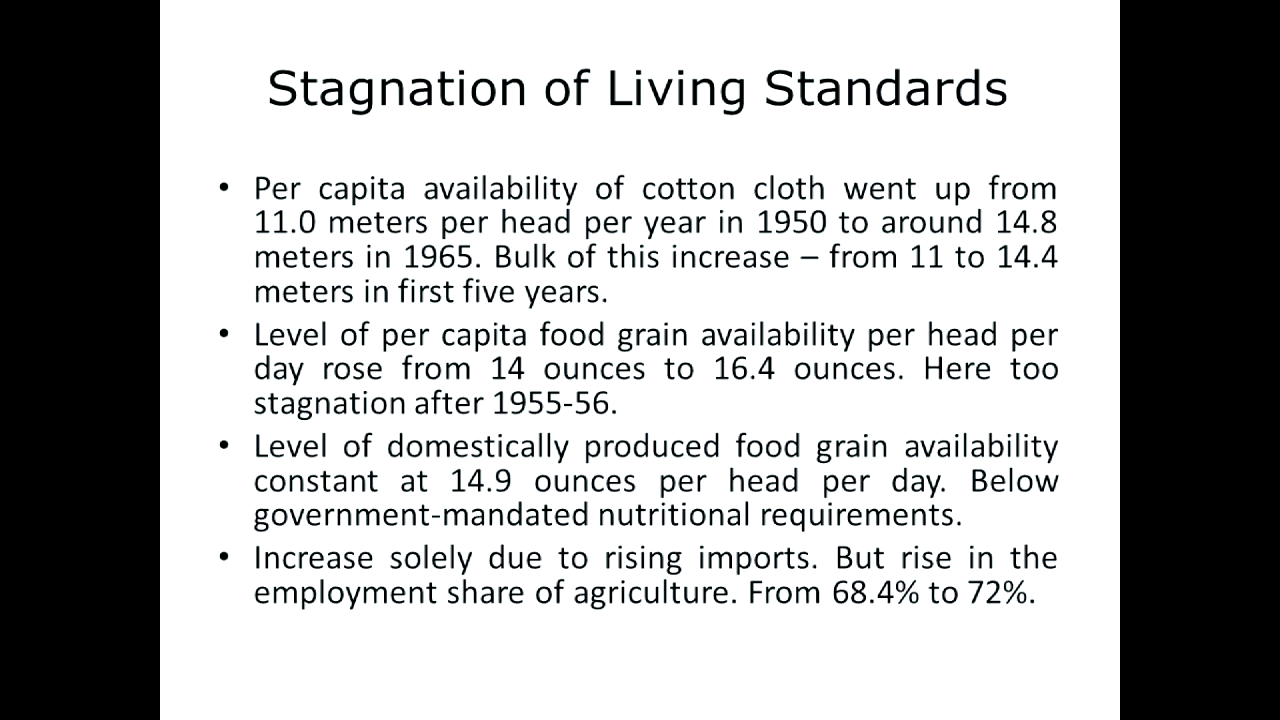 Stagnation of Living Standards
• Per capita availability of cotton cloth went up from
11.0 meters per head per year in 1950 to around 14.8
meters in 1965. Bulk of this increase – from 11 to 14.4
meters in first five years.
• Level of per capita food grain availability per head per
day rose from 14 ounces to 16.4 ounces. Here too
stagnation after 1955-56.
• Level of domestically produced food grain availability
constant at 14.9 ounces per head per day. Below
government-mandated nutritional requirements.
• Increase solely due to rising imports. But rise in the
employment share of agriculture. From 68.4% to 72%.